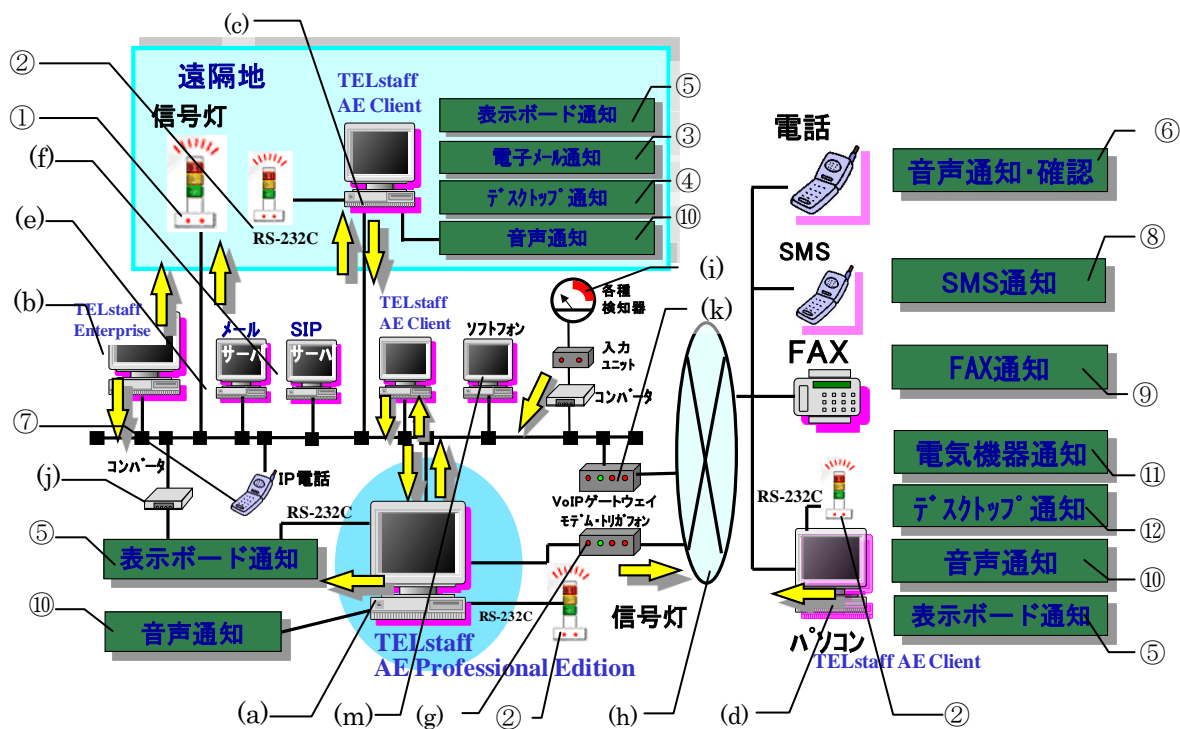 (c)
②
遠隔地
TELstaff
AE Client
⑤
①
信号灯
表示ボード通知
電話
⑥
③
電子ﾒｰﾙ通知
音声通知・確認
(f)
ﾃﾞｽｸﾄｯﾌﾟ通知
④
(e)
RS-232C
音声通知
⑩
SMS
⑧
(i)
SMS通知
(b)
TELstaff
Enterprise
メール
サーバ
SIP
サーバ
TELstaff
AE Client
ソフトフォン
各種
検知器
(k)
入力
ユニット
FAX
FAX通知
⑨
コンバータ
⑦
コンバータ
IP電話
(j)
VoIPゲートウェイ
電気機器通知
⑪
RS-232C
モデム・トリガフォン
RS-232C
ﾃﾞｽｸﾄｯﾌﾟ通知
⑫
⑤
表示ボード通知
音声通知
⑩
⑩
音声通知
RS-232C
信号灯
表示ボード通知
⑤
TELstaff
AE Professional Edition
パソコン
TELstaff AE Client
(a)
(m)
(g)
②
(h)
(d)
②